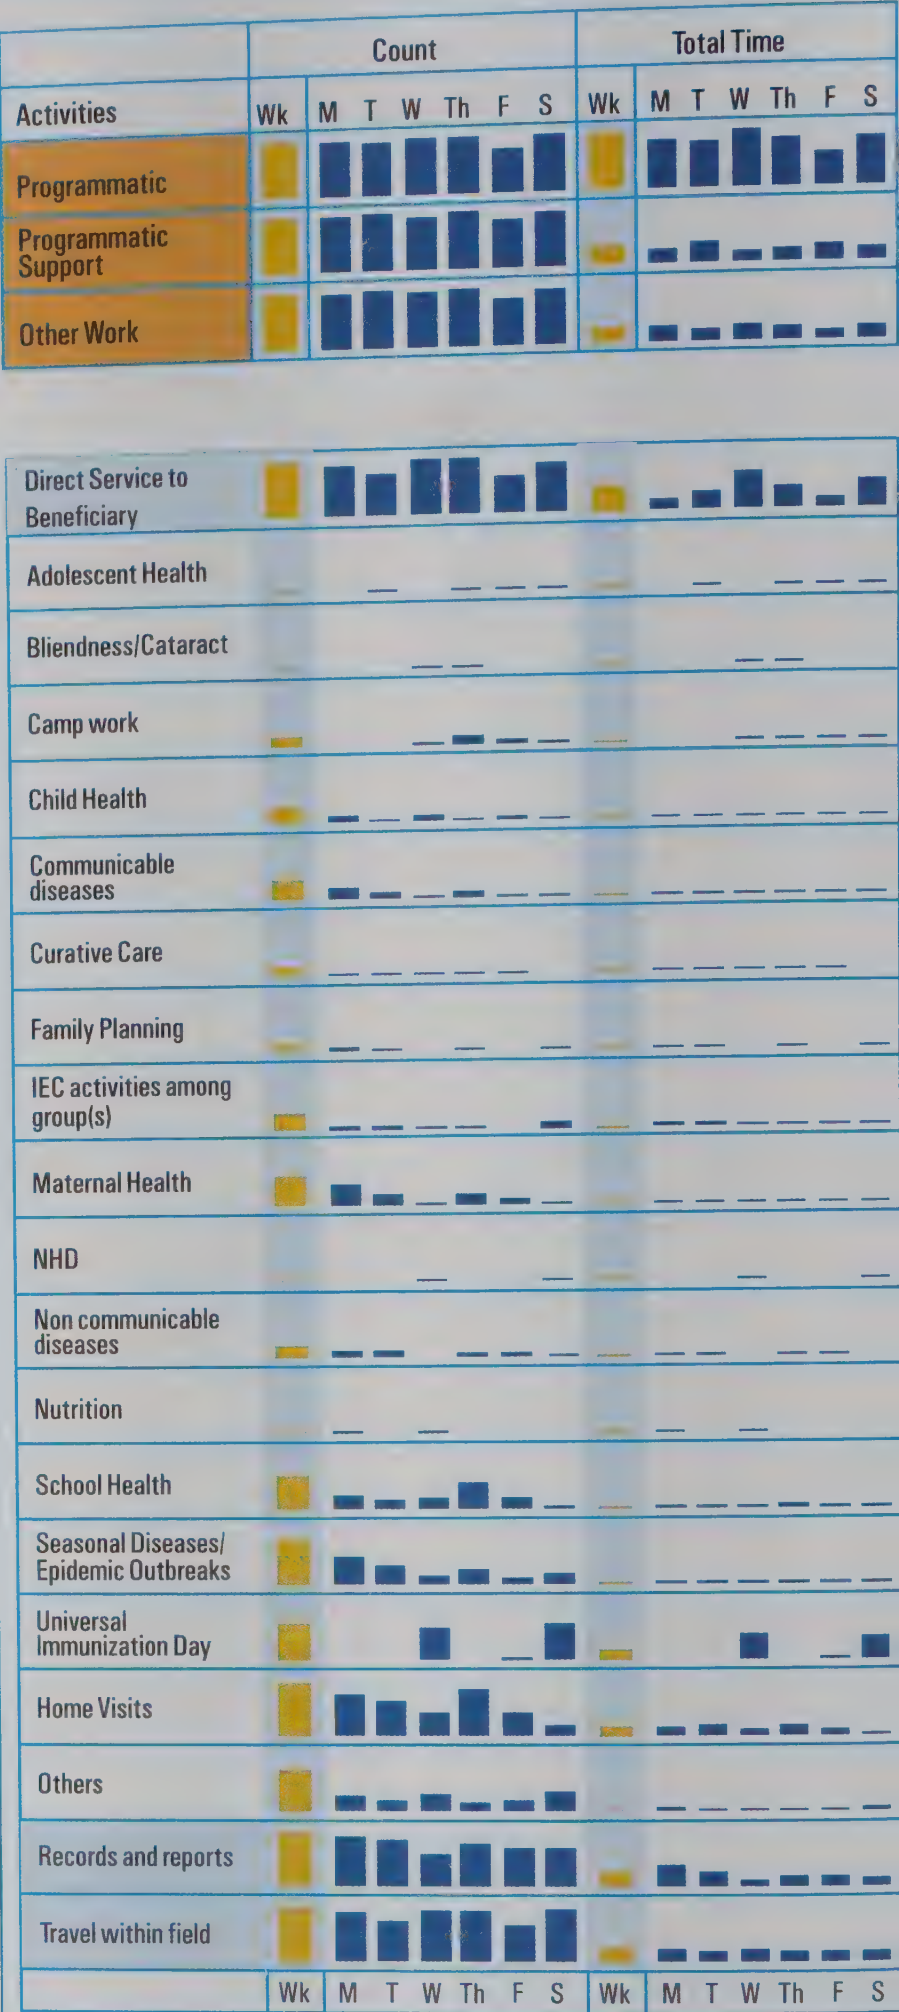 Count Total Time
Activities Wk M T W Th F S Wk M T W Th F S
Programmatic
Programmatic
Support
Other Work
Direct Service to
Beneficiary
Adolescent Health
Bliendness/Cataract
Camp work
Child Health
Communicable
diseases
Curative Care
Family Planning
IEC activities among
group(s)
Maternal Health
NHD
Non communicable
diseases
Nutrition
School Health
Seasonal Diseases/
Epidemic Outbreaks
Universal
Immunization Day
Home Visits
Others
Records and reports
Travel within field
Wk M T W Th F S Wk M T W Th F S